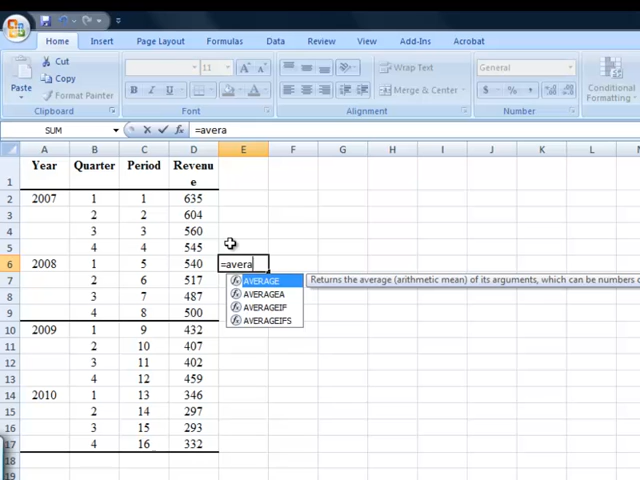 Home Insert Page Layout Formulas Data Review View Add-Ins Acrobat
Paste
Cut
Copy
Format Painter
Clipboard
11
Font
Wrap Text
Merge & Center
Alignment
General
Number
Conditional
Formatting
SUM =avera
A B C D E F G H I J K L
1 Year Quarter Period Revenu
e
2 2007 1 1 635
3 2 2 604
4 3 3 560
5 4 4 545
6 2008 1 5 540 =avera
7 2 6 517
8 3 7 487
9 4 8 500
10 2009 1 9 432
11 2 10 407
12 3 11 402
13 4 12 459
14 2010 1 13 346
15 2 14 297
16 3 15 293
17 4 16 332
18
19
AVERAGE
AVERAGEA
AVERAGEIF
AVERAGEIFS
Returns the average (arithmetic mean) of its arguments, which can be numbers